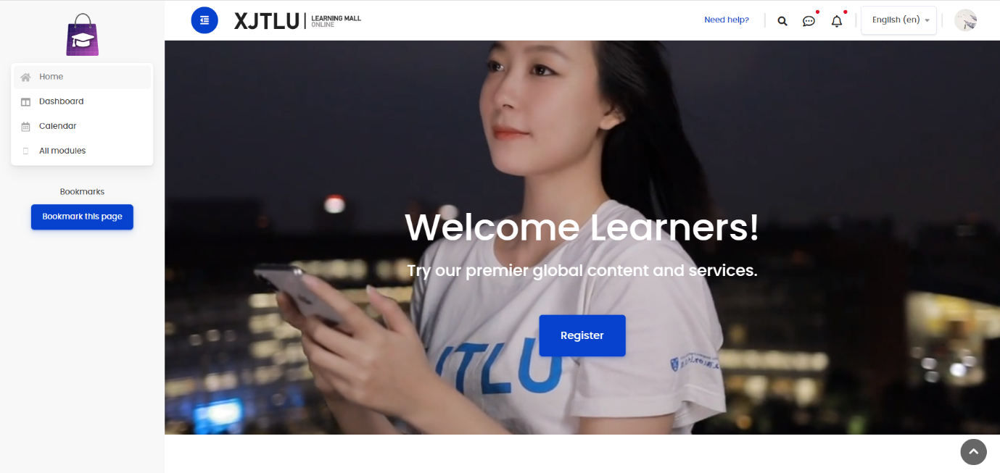 XJTLU
LEARNING MALL
ONLINE
Need help?
English (en)
Home
Dashboard
Calendar
All modules
Bookmarks
Bookmark this page
Welcome Learners!
Try our premier global content and services.
Register
JTLU